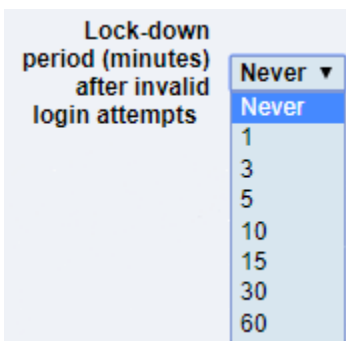 Lock-down
period (minutes)
after invalid
login attempts
Never ▼
Never
1
3
5
10
15
30
60